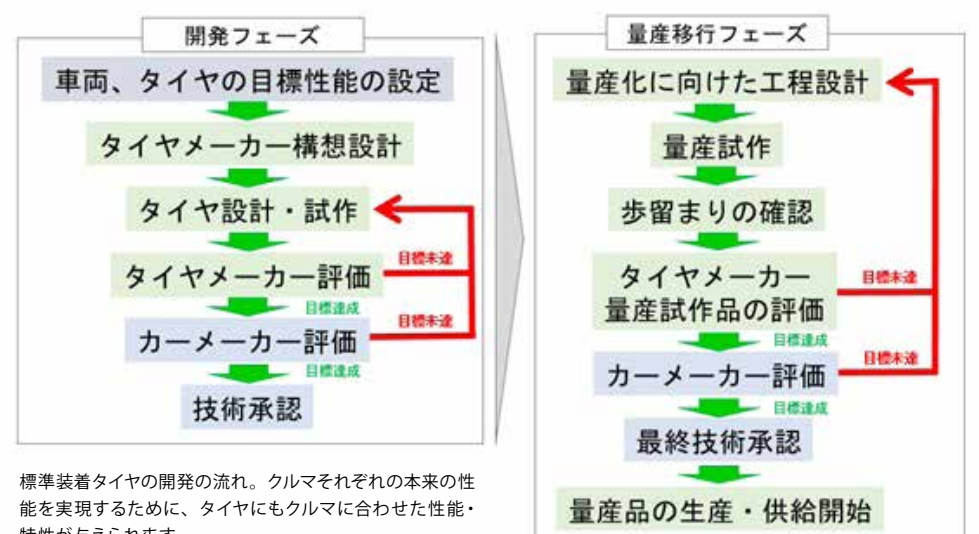 開発フェーズ
車両、タイヤの目標性能の設定
タイヤメーカー構想設計
タイヤ設計・試作
タイヤメーカー評価
目標未達
目標達成
カーメーカー評価
目標未達
目標達成
技術承認
標準装着タイヤの開発の流れ。クルマそれぞれの本来の性
能を実現するために、タイヤにもクルマに合わせた性能・
特性が与えられます
量産移行フェーズ
量産化に向けた工程設計
量産試作
歩留まりの確認
タイヤメーカー
量産試作品の評価
目標未達
目標達成
カーメーカー評価
目標未達
目標達成
最終技術承認
量産品の生産・供給開始